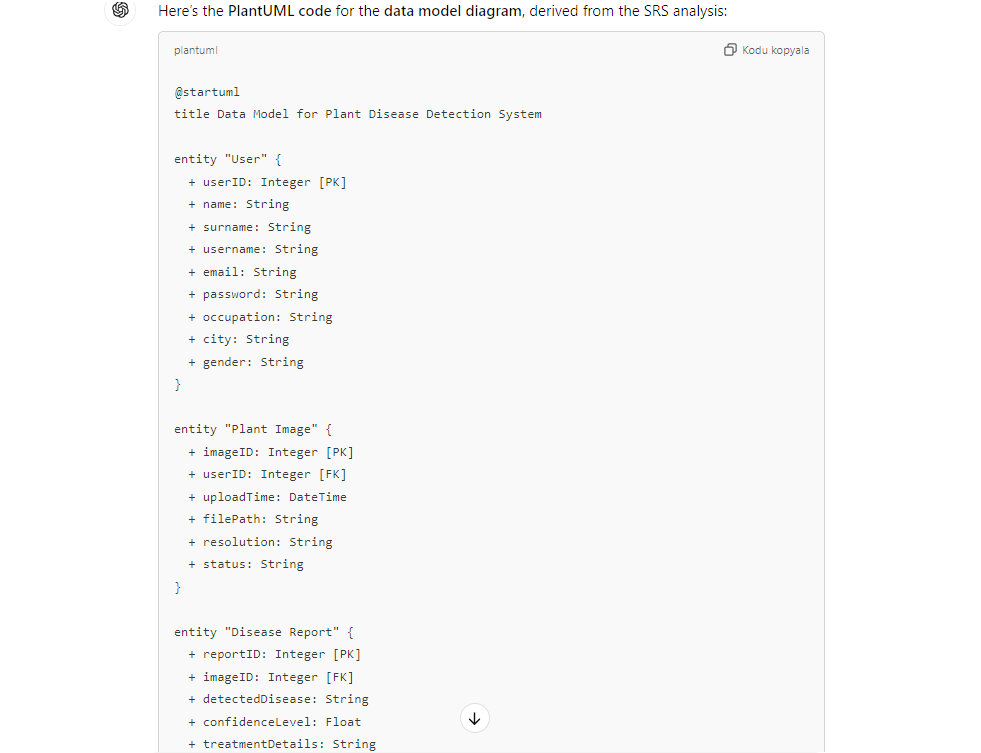 Here's the PlantUML code for the data model diagram, derived from the SRS analysis:
plantuml
Kodu kopyala
@startuml
title Data Model for Plant Disease Detection System
entity "User" {
+ userID: Integer [PK]
+ name: String
+ surname: String
+ username: String
+ email: String
+ password: String
+ occupation: String
+ city: String
+ gender: String
}
entity "Plant Image" {
+ imageID: Integer [PK]
+ userID: Integer [FK]
+ uploadTime: DateTime
+ filePath: String
+ resolution: String
+ status: String
}
entity "Disease Report" {
+ reportID: Integer [PK]
+ imageID: Integer [FK]
+ detectedDisease: String
+ confidenceLevel: Float
+ treatmentDetails: String